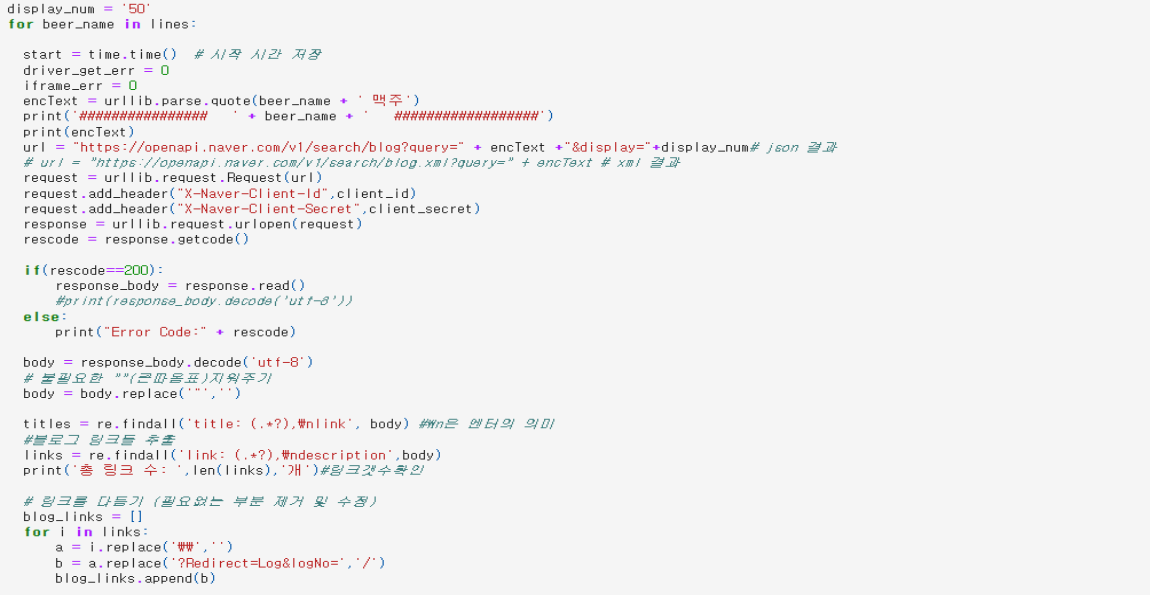 display_num = '50'
for beer_name in lines:
start = time.time()  # 시작 시간 저장
driver_get_err = 0
iframe_err = 0
encText = urllib.parse.quote(beer_name + ' 맥주')
print('################   ' + beer_name + '   ##################')
print(encText)
url = "https://openapi.naver.com/v1/search/blog?query=" + encText +"&display="+display_num# json 결과
# url = "https://openapi.naver.com/v1/search/blog.xml?query=" + encText # xml 결과
request = urllib.request.Request(url)
request.add_header("X-Naver-Client-Id",client_id)
request.add_header("X-Naver-Client-Secret",client_secret)
response = urllib.request.urlopen(request)
rescode = response.getcode()
if(rescode==200):
response_body = response.read()
#print(response_body.decode('utf-8'))
else:
print("Error Code:" + rescode)
body = response_body.decode('utf-8')
# 불필요한 ""(큰따옴표)지워주기
body = body.replace('"','')
titles = re.findall('title: (.*?),₩nlink', body) #₩n은 엔터의 의미
#블로그 링크들 추출
links = re.findall('link: (.*?),₩ndescription',body)
print('총 링크 수: ',len(links),'개')#링크갯수확인
# 링크를 다듬기 (필요없는 부분 제거 및 수정)
blog_links = []
for i in links:
a = i.replace('₩₩','')
b = a.replace('?Redirect=Log&logNo=','/')
blog_links.append(b)